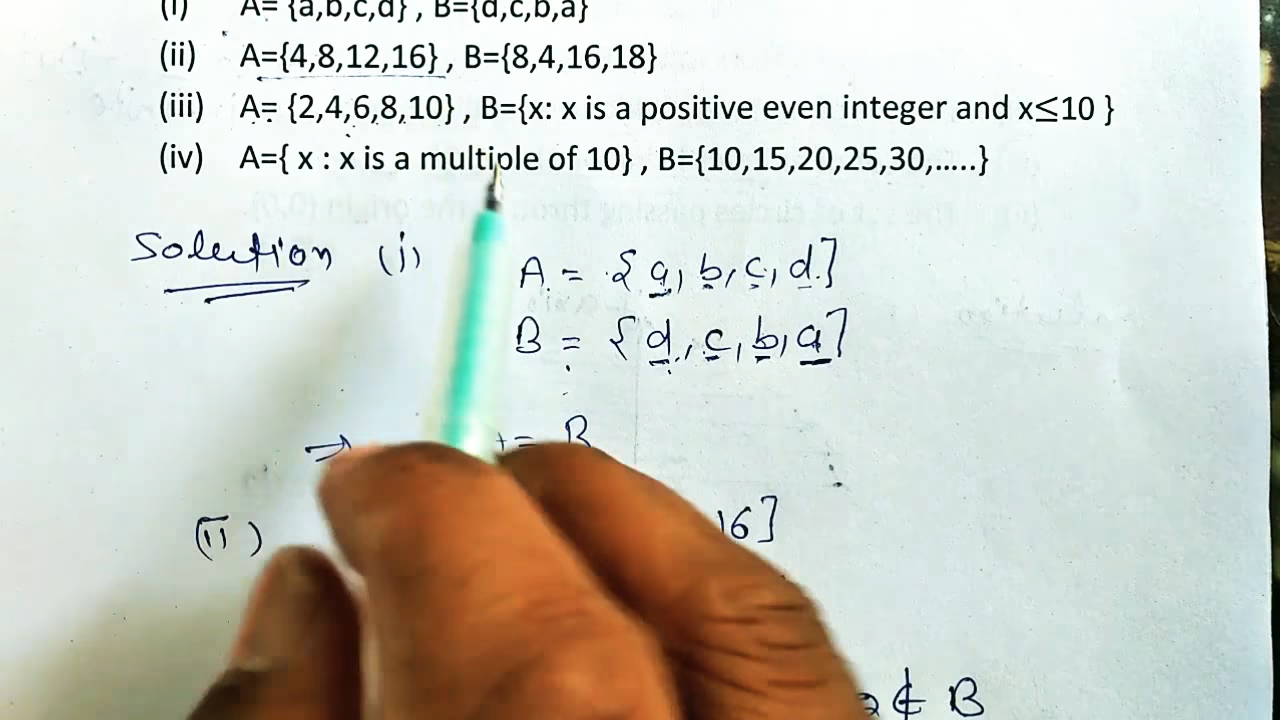 (i) A= {a,b,c,d} , B={d,c,b,a}
(ii) A={4,8,12,16} , B={8,4,16,18}
(iii) A= {2,4,6,8,10} , B={x: x is a positive even integer and x≤10 }
(iv) A={ x : x is a multiple of 10} , B={10,15,20,25,30,…..}
Solution (i) A = {a, b, c, d}
B = {d, c, b, a}
⇒ = B
(ii) 16}
∉ B